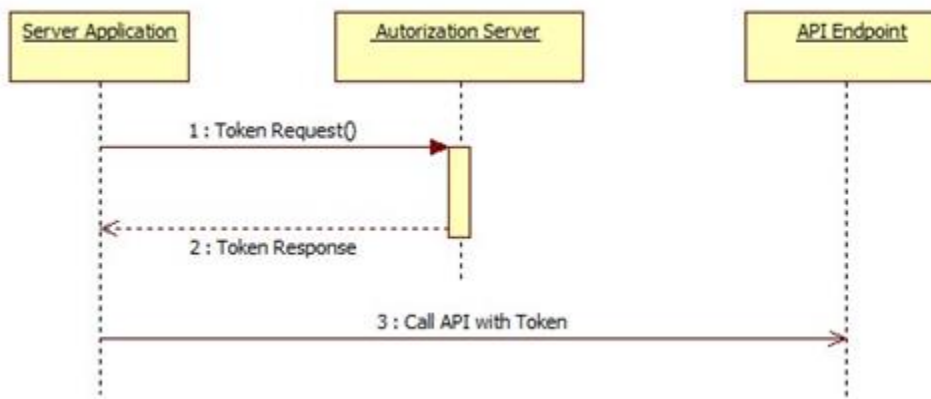 Server Application
Autorization Server
API Endpoint
1 : Token Request()
2 : Token Response
3 : Call API with Token